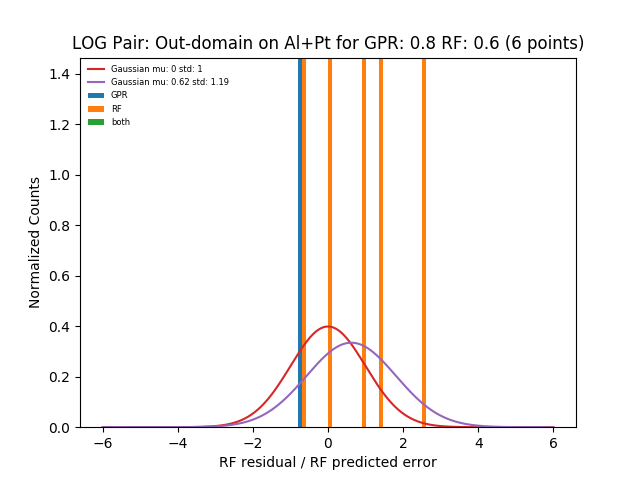 LOG Pair: Out-domain on Al+Pt for GPR: 0.8 RF: 0.6 (6 points)
Gaussian mu: 0 std: 1
Gaussian mu: 0.62 std: 1.19
GPR
RF
both
Normalized Counts
1.4
1.2
1.0
0.8
0.6
0.4
0.2
0.0
−6 −4 −2 0 2 4 6
RF residual / RF predicted error